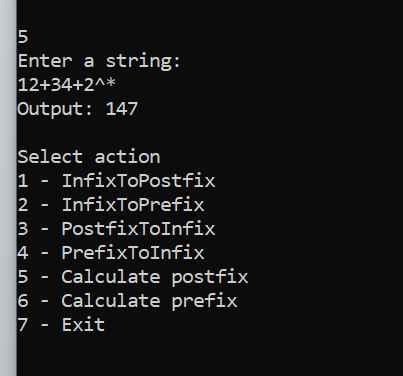 5
Enter a string:
12+34+2^*
Output: 147
Select action
1 - InfixToPostfix
2 - InfixToPrefix
3 - PostfixToInfix
4 - PrefixToInfix
5 - Calculate postfix
6 - Calculate prefix
7 - Exit